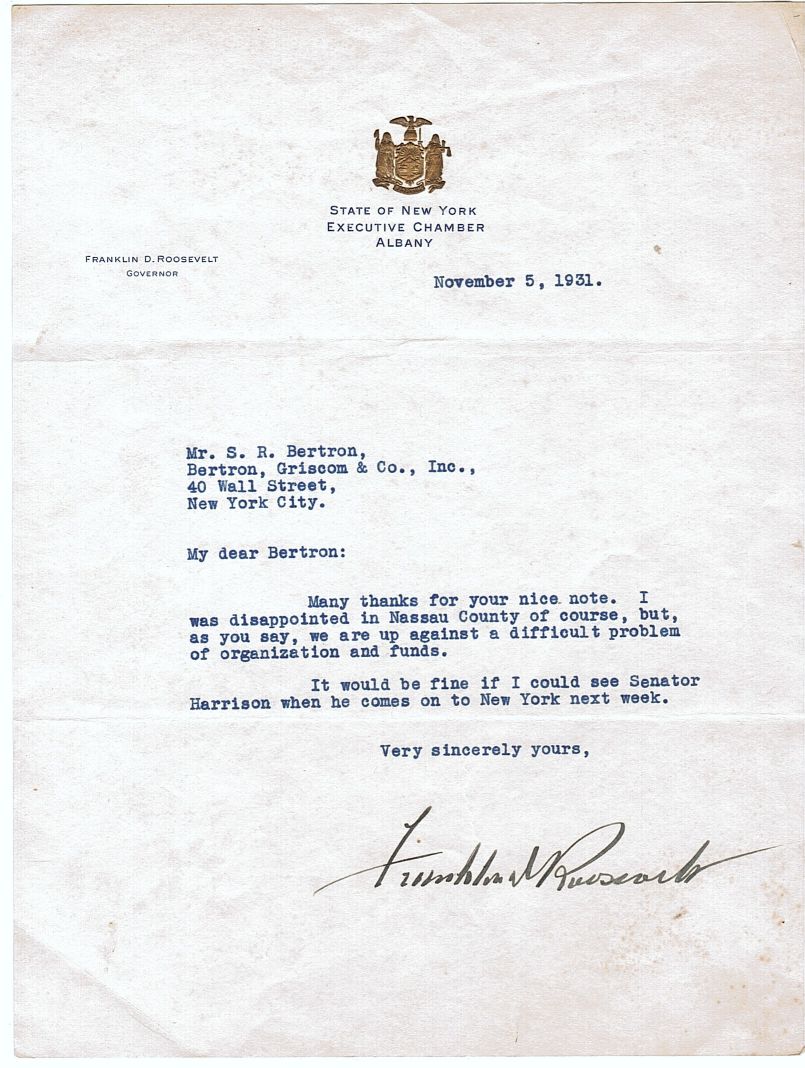 STATE OF NEW YORK
EXECUTIVE CHAMBER
ALBANY
FRANKLIN D. ROOSEVELT
GOVERNOR
November 5, 1931.
Mr. S. R. Bertron,
Bertron, Griscom & Co., Inc.,
40 Wall Street,
New York City.
My dear Bertron:
Many thanks for your nice note. I
was disappointed in Nassau County of course, but,
as you say, we are up against a difficult problem
of organization and funds.
It would be fine if I could see Senator
Harrison when he comes on to New York next week.
Very sincerely yours,
Franklin D Roosevelt